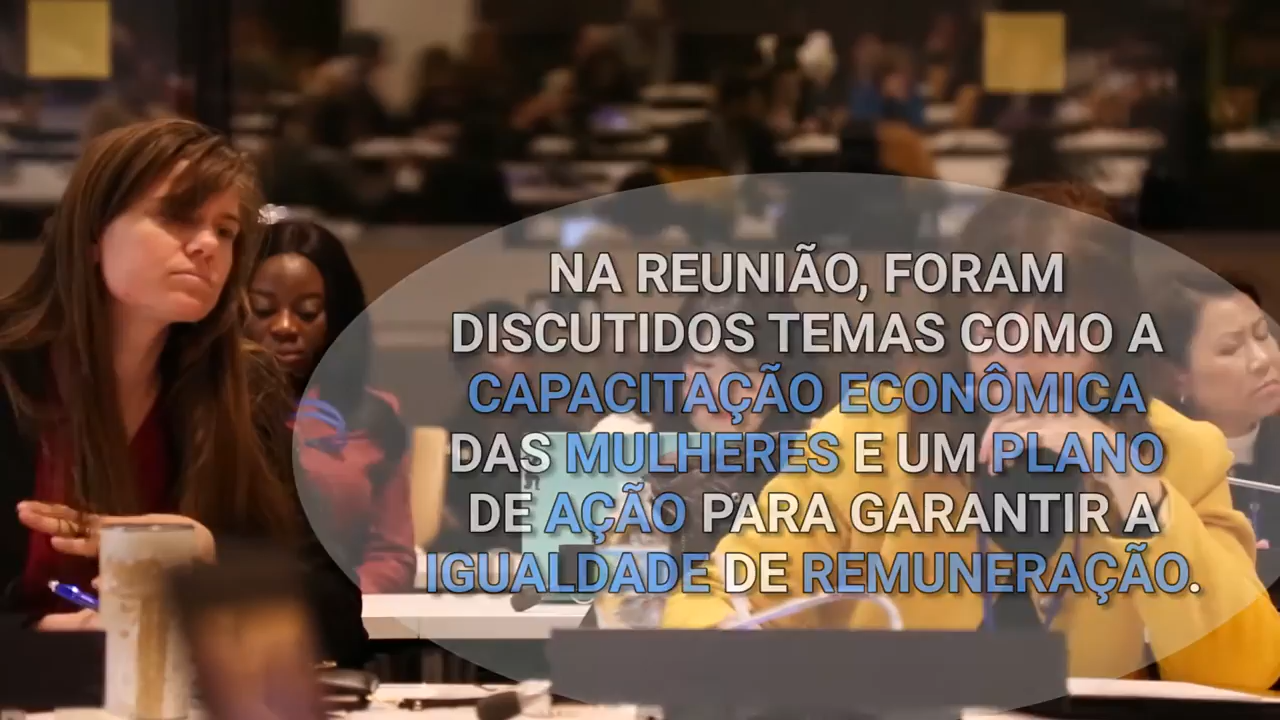 NA REUNIÃO, FORAM
DISCUTIDOS TEMAS COMO A
CAPACITAÇÃO ECONÔMICA
DAS MULHERES E UM PLANO
DE AÇÃO PARA GARANTIR A
IGUALDADE DE REMUNERAÇÃO.